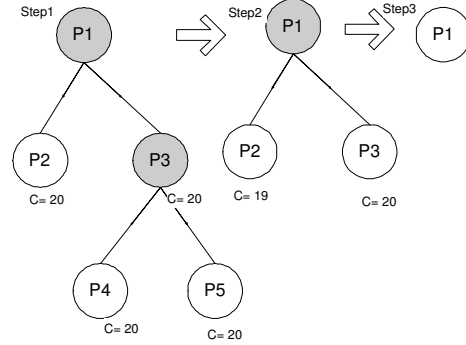 Step1
P1
Step2
P1
Step3
P1
P2
P3
P2
P3
C= 20
C= 20
C= 19
C= 20
P4
P5
C= 20
C= 20